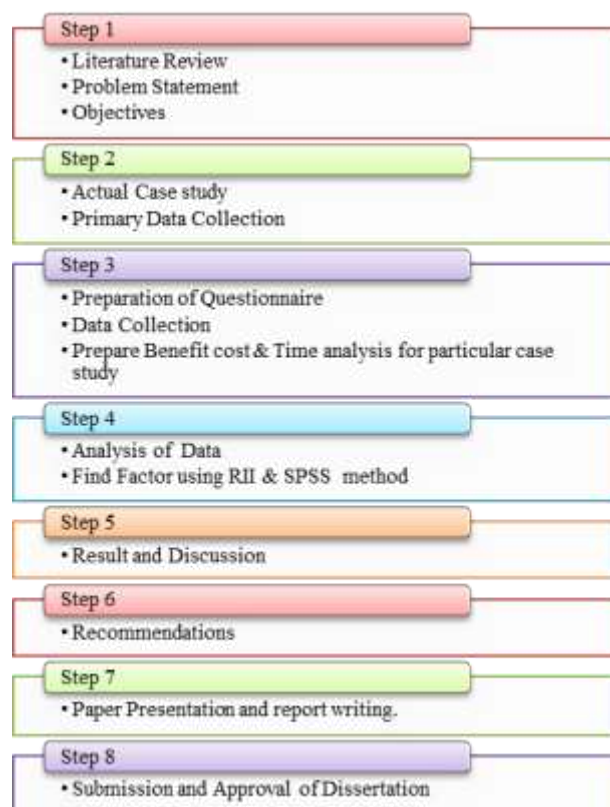 Step 1
• Literature Review
• Problem Statement
• Objectives
Step 2
• Actual Case study
• Primary Data Collection
Step 3
• Preparation of Questionnaire
• Data Collection
• Prepare Benefit cost & Time analysis for particular case
study
Step 4
• Analysis of Data
• Find Factor using RII & SPSS method
Step 5
• Result and Discussion
Step 6
• Recommendations
Step 7
• Paper Presentation and report writing.
Step 8
• Submission and Approval of Dissertation